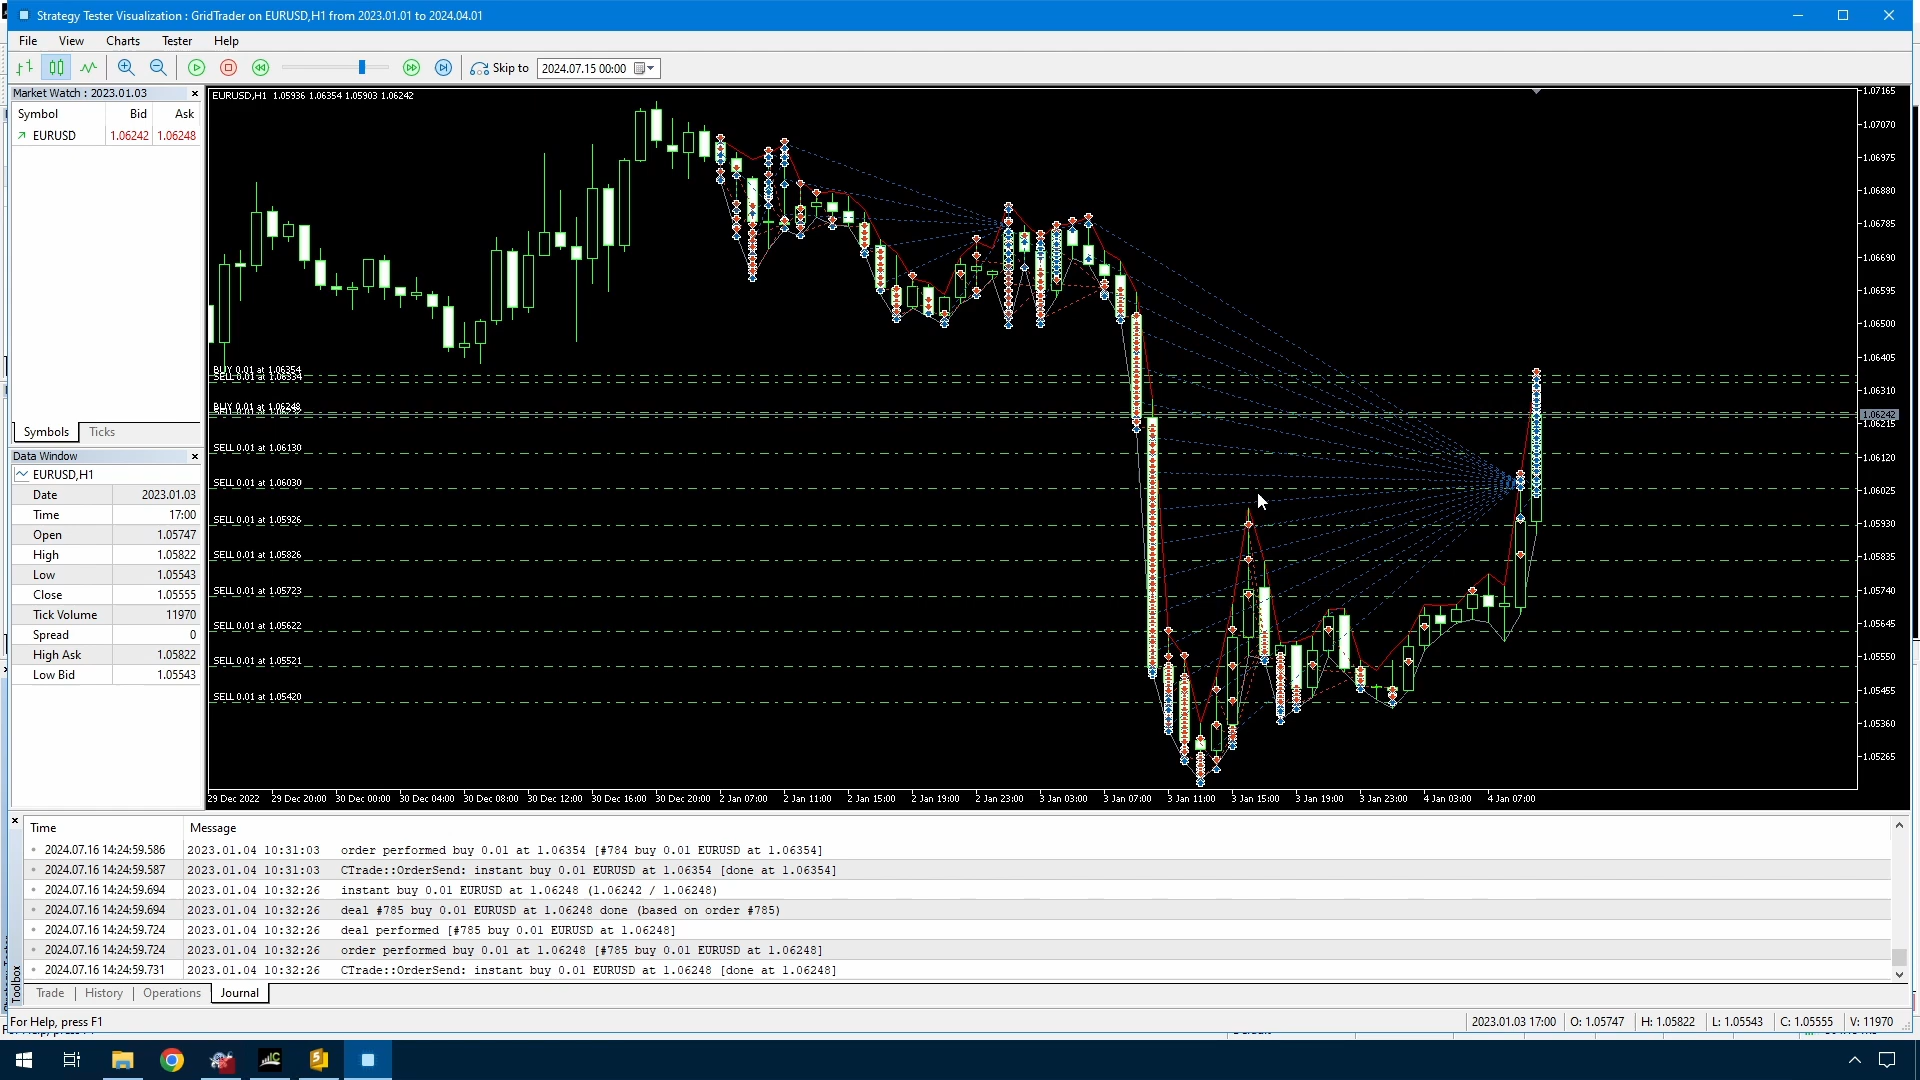 Strategy Tester Visualization : GridTrader on EURUSD,H1 from 2023.01.01 to 2024.04.01
File View Charts Tester Help
Skip to 2024.07.15 00:00
Market Watch : 2023.01.03
Symbol Bid Ask
EURUSD 1.06242 1.06248
Symbols Ticks
Data Window
EURUSD,H1
Date 2023.01.03
Time 17:00
Open 1.05747
High 1.05822
Low 1.05543
Close 1.05555
Tick Volume 11970
Spread 0
High Ask 1.05822
Low Bid 1.05543
EURUSD,H1 1.05936 1.06354 1.05903 1.06242
BUY 0.01 at 1.06354
SELL 0.01 at 1.06334
BUY 0.01 at 1.06248
SELL 0.01 at 1.06130
SELL 0.01 at 1.06030
SELL 0.01 at 1.05926
SELL 0.01 at 1.05826
SELL 0.01 at 1.05723
SELL 0.01 at 1.05622
SELL 0.01 at 1.05521
SELL 0.01 at 1.05420
1.07165
1.07070
1.06975
1.06880
1.06785
1.06690
1.06595
1.06500
1.06405
1.06310
1.06242
1.06215
1.06120
1.06025
1.05930
1.05835
1.05740
1.05645
1.05550
1.05455
1.05360
1.05265
29 Dec 2022 29 Dec 20:00 30 Dec 00:00 30 Dec 04:00 30 Dec 08:00 30 Dec 12:00 30 Dec 16:00 30 Dec 20:00 2 Jan 07:00 2 Jan 11:00 2 Jan 15:00 2 Jan 19:00 2 Jan 23:00 3 Jan 03:00 3 Jan 07:00 3 Jan 11:00 3 Jan 15:00 3 Jan 19:00 3 Jan 23:00 4 Jan 03:00 4 Jan 07:00
Time Message
2024.07.16 14:24:59.586 2023.01.04 10:31:03 order performed buy 0.01 at 1.06354 [#784 buy 0.01 EURUSD at 1.06354]
2024.07.16 14:24:59.587 2023.01.04 10:31:03 CTrade::OrderSend: instant buy 0.01 EURUSD at 1.06354 [done at 1.06354]
2024.07.16 14:24:59.694 2023.01.04 10:32:26 instant buy 0.01 EURUSD at 1.06248 (1.06242 / 1.06248)
2024.07.16 14:24:59.694 2023.01.04 10:32:26 deal #785 buy 0.01 EURUSD at 1.06248 done (based on order #785)
2024.07.16 14:24:59.724 2023.01.04 10:32:26 deal performed [#785 buy 0.01 EURUSD at 1.06248]
2024.07.16 14:24:59.724 2023.01.04 10:32:26 order performed buy 0.01 at 1.06248 [#785 buy 0.01 EURUSD at 1.06248]
2024.07.16 14:24:59.731 2023.01.04 10:32:26 CTrade::OrderSend: instant buy 0.01 EURUSD at 1.06248 [done at 1.06248]
Toolbox
Trade History Operations Journal
For Help, press F1
2023.01.03 17:00 O: 1.05747 H: 1.05822 L: 1.05543 C: 1.05555 V: 11970